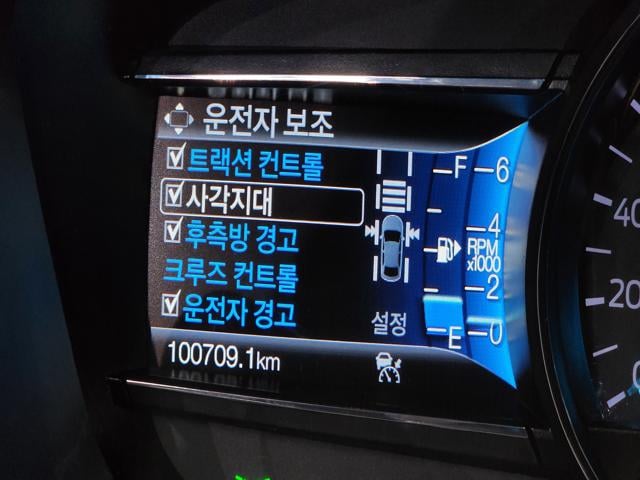 운전자 보조
트랙션 컨트롤
사각지대
후측방 경고
크루즈 컨트롤
운전자 경고
설정
100709.1km
F 6
4
RPM
x1000
2
E 0
40
20
0